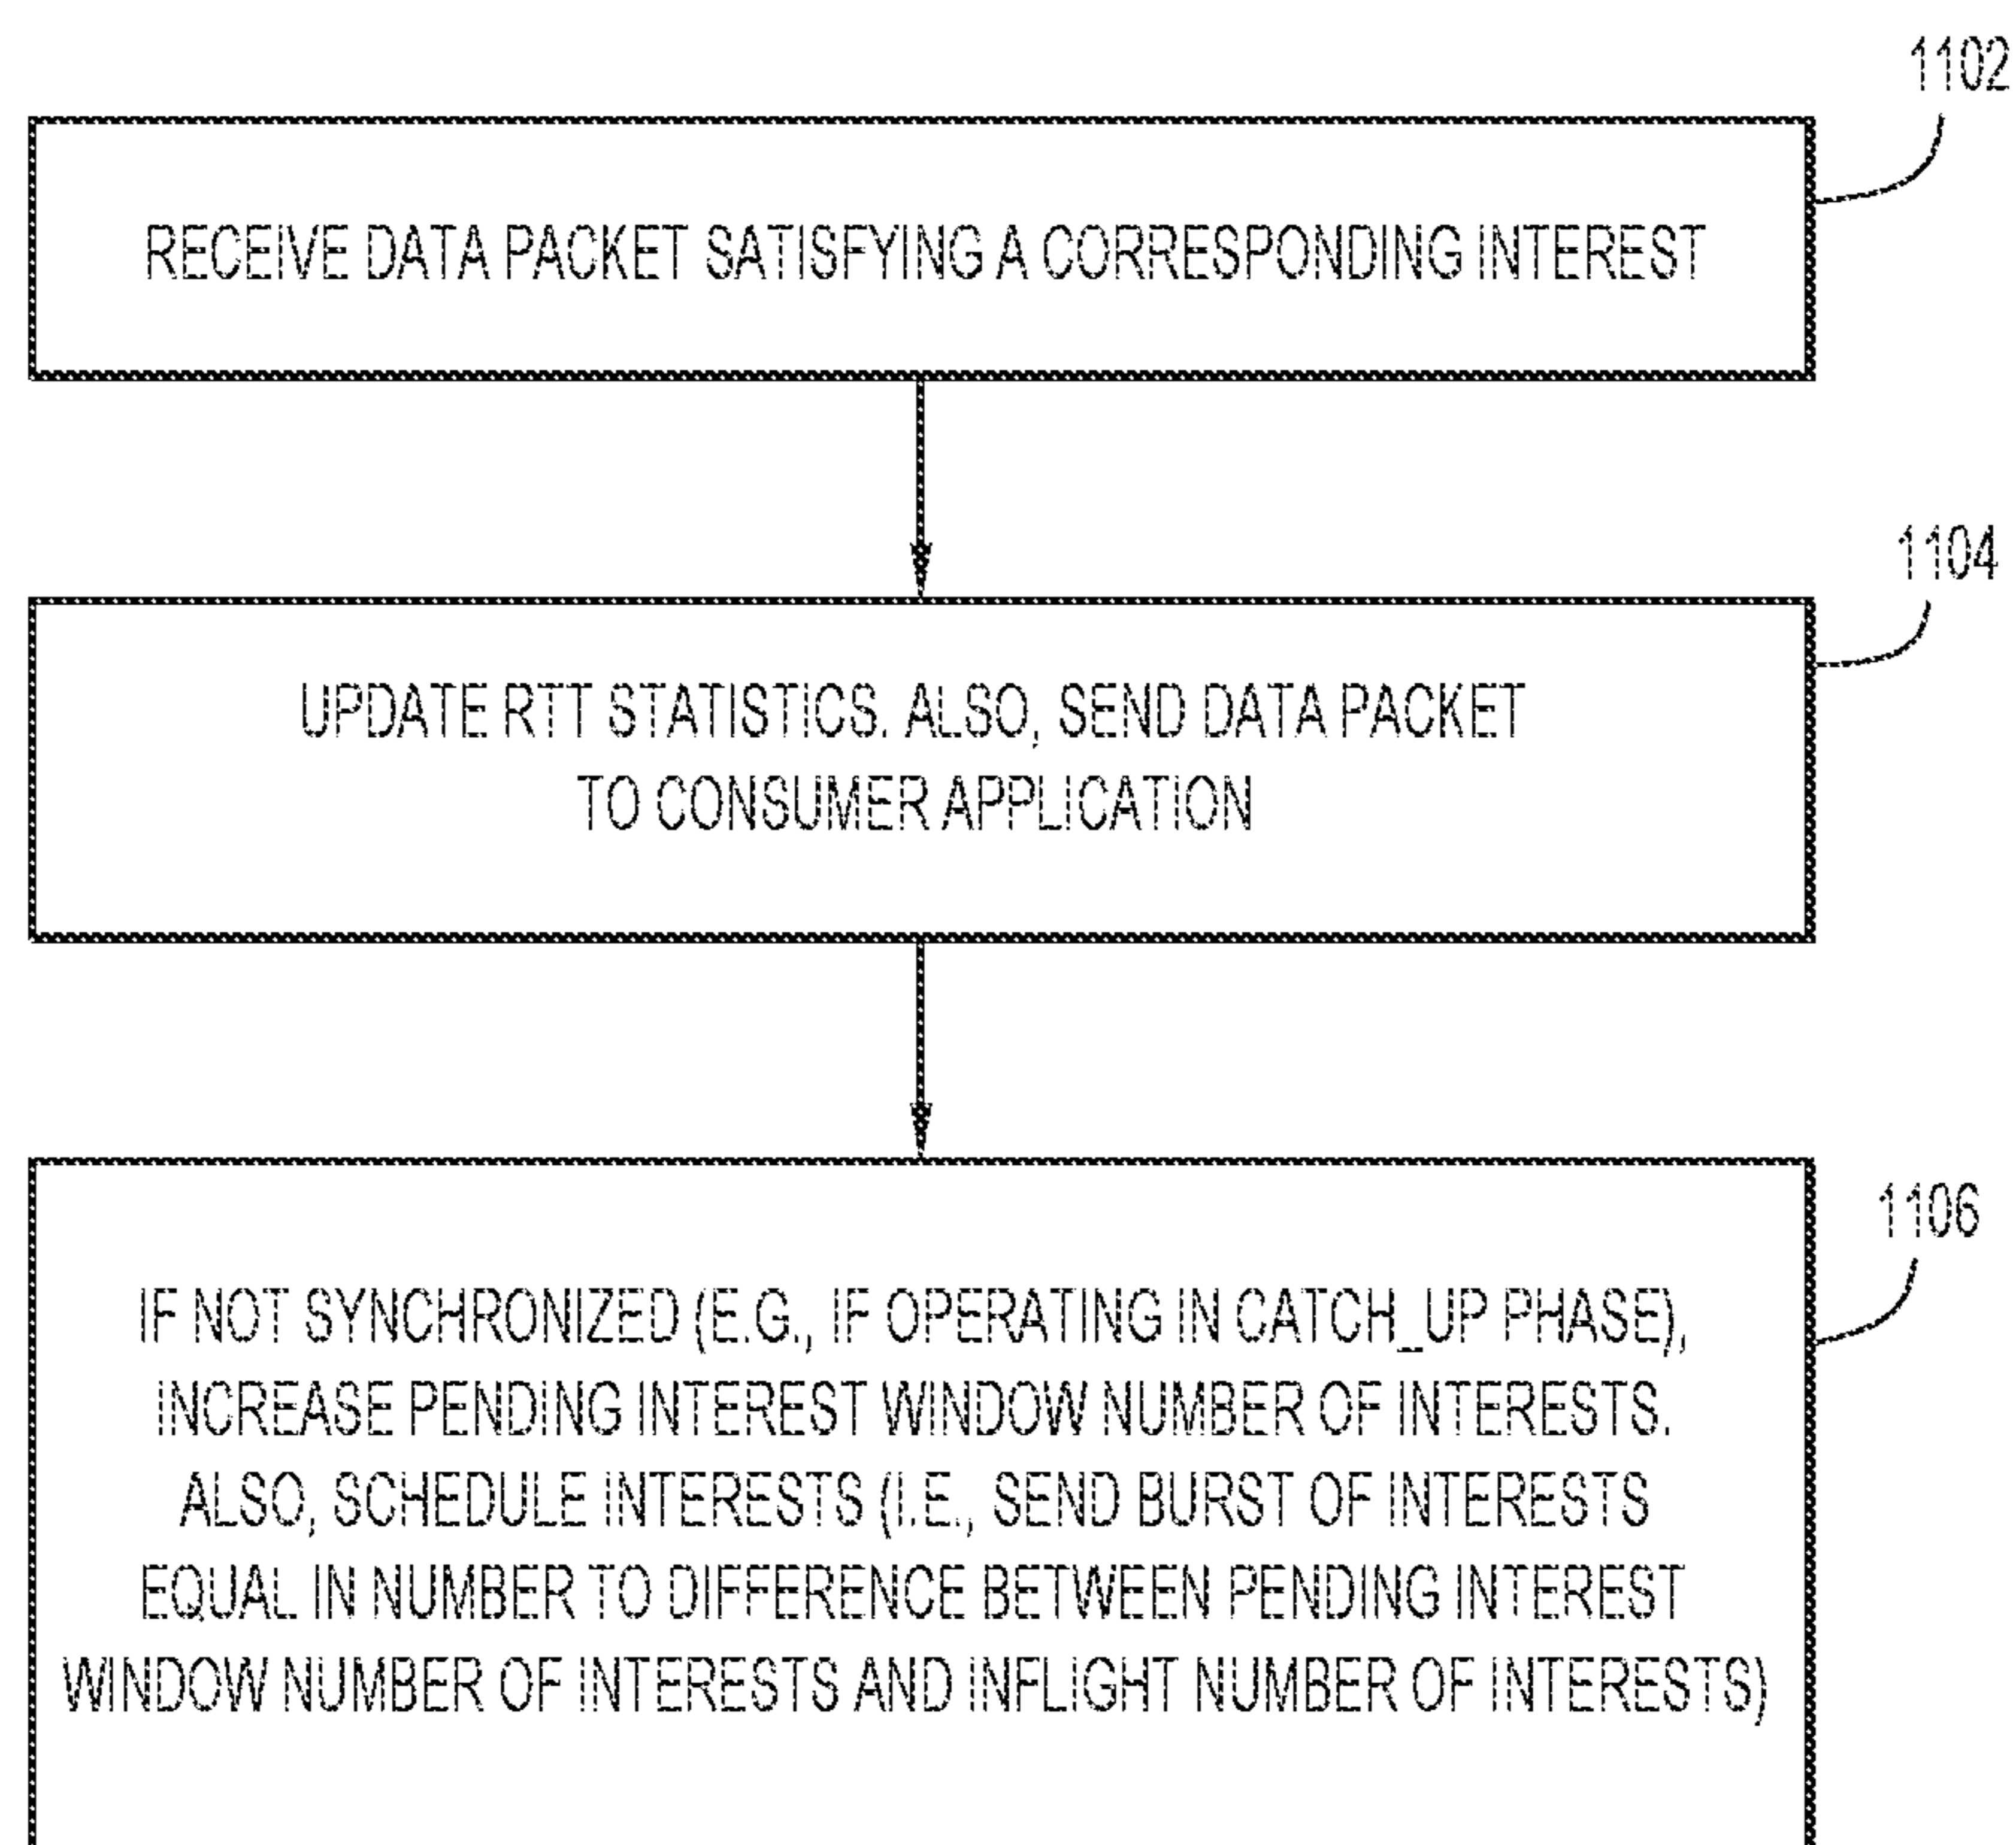 1102
RECEIVE DATA PACKET SATISFYING A CORRESPONDING INTEREST
1104
UPDATE RTT STATISTICS. ALSO, SEND DATA PACKET
TO CONSUMER APPLICATION
1106
IF NOT SYNCHRONIZED (E.G., IF OPERATING IN CATCH_UP PHASE),
INCREASE PENDING INTEREST WINDOW NUMBER OF INTERESTS.
ALSO, SCHEDULE INTERESTS (I.E., SEND BURST OF INTERESTS
EQUAL IN NUMBER TO DIFFERENCE BETWEEN PENDING INTEREST
WINDOW NUMBER OF INTERESTS AND INFLIGHT NUMBER OF INTERESTS)